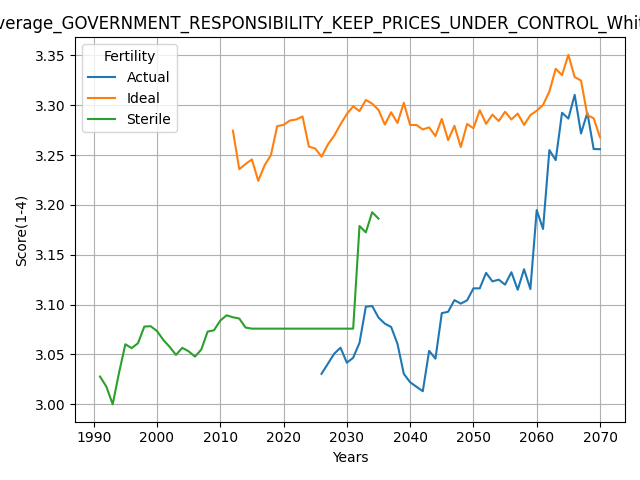 verage_GOVERNMENT_RESPONSIBILITY_KEEP_PRICES_UNDER_CONTROL_Whit
Fertility
Actual
Ideal
Sterile
Score(1-4)
3.35
3.30
3.25
3.20
3.15
3.10
3.05
3.00
1990 2000 2010 2020 2030 2040 2050 2060 2070
Years